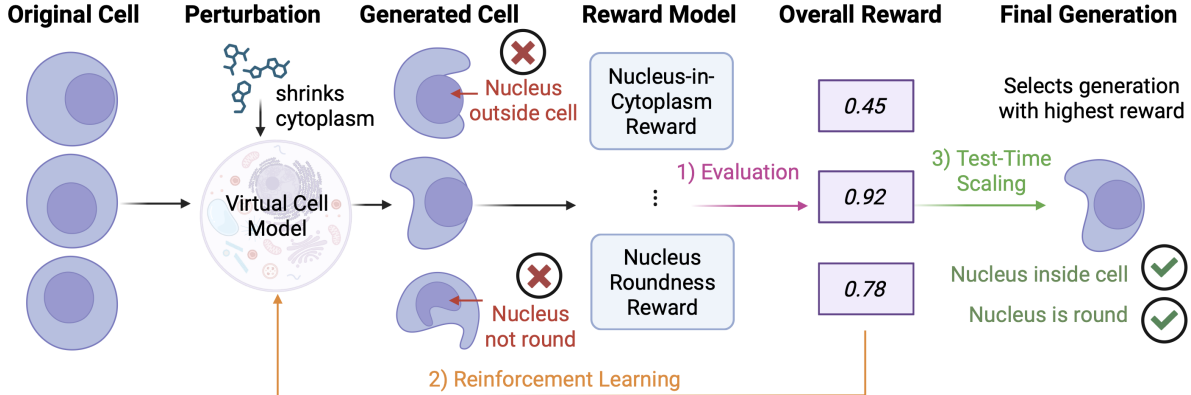 Original Cell
Perturbation
Generated Cell
Reward Model
Overall Reward
Final Generation
shrinks
cytoplasm
Virtual Cell
Model
Nucleus
outside cell
Nucleus
not round
Nucleus-in-
Cytoplasm
Reward
⋮
Nucleus
Roundness
Reward
1) Evaluation
0.45
0.92
0.78
2) Reinforcement Learning
3) Test-Time
Scaling
Selects generation
with highest reward
Nucleus inside cell
Nucleus is round